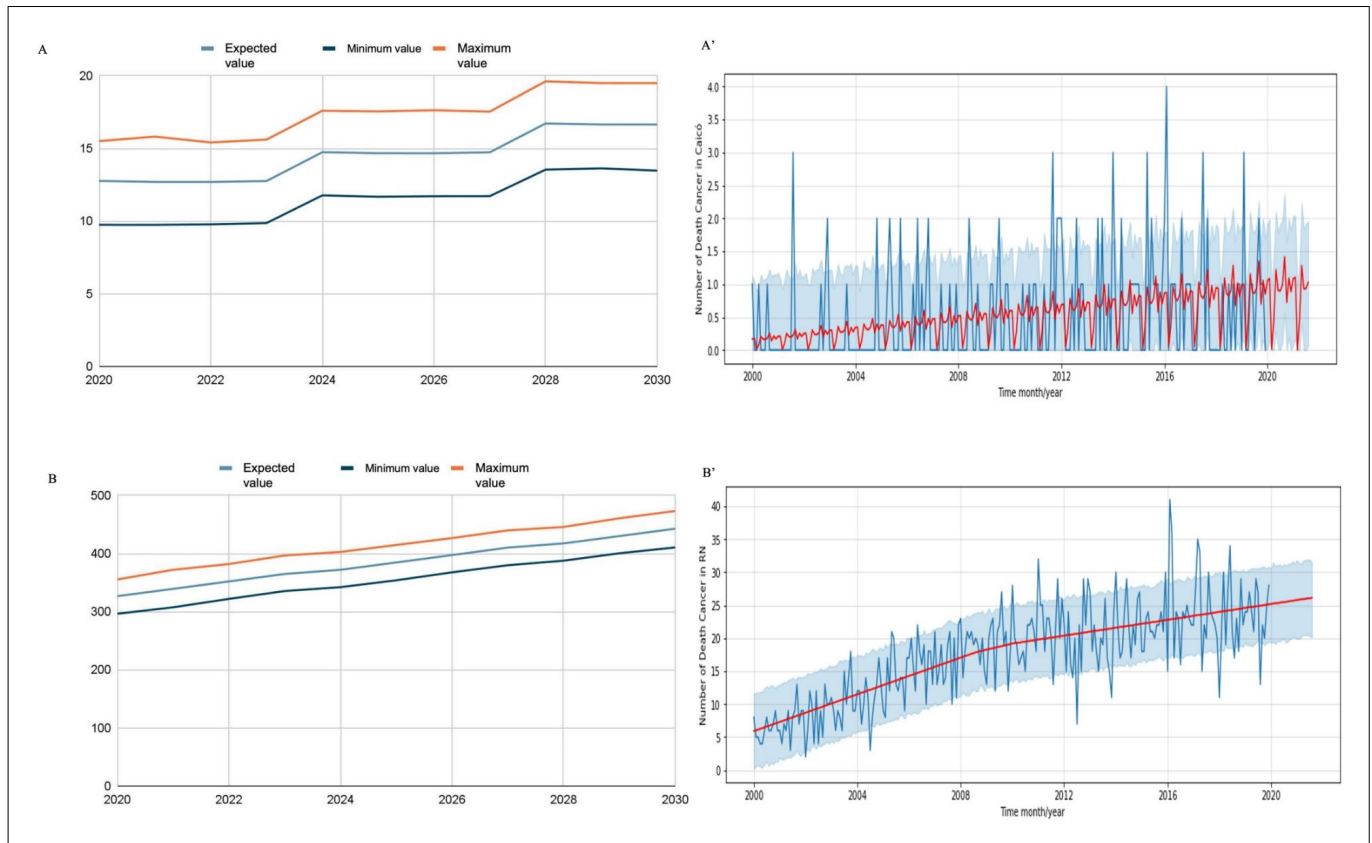 A
Expected
value
Minimum value
Maximum
value
20
15
10
5
0
2020
2022
2024
2026
2028
2030
A’
Number of Death Cancer in Caicó
4.0
3.5
3.0
2.5
2.0
1.5
1.0
0.5
0.0
2000
2004
2008
2012
2016
2020
Time month/year
B
Expected
value
Minimum value
Maximum
value
500
400
300
200
100
0
2020
2022
2024
2026
2028
2030
B’
Number of Death Cancer in RN
40
35
30
25
20
15
10
5
0
2000
2004
2008
2012
2016
2020
Time month/year